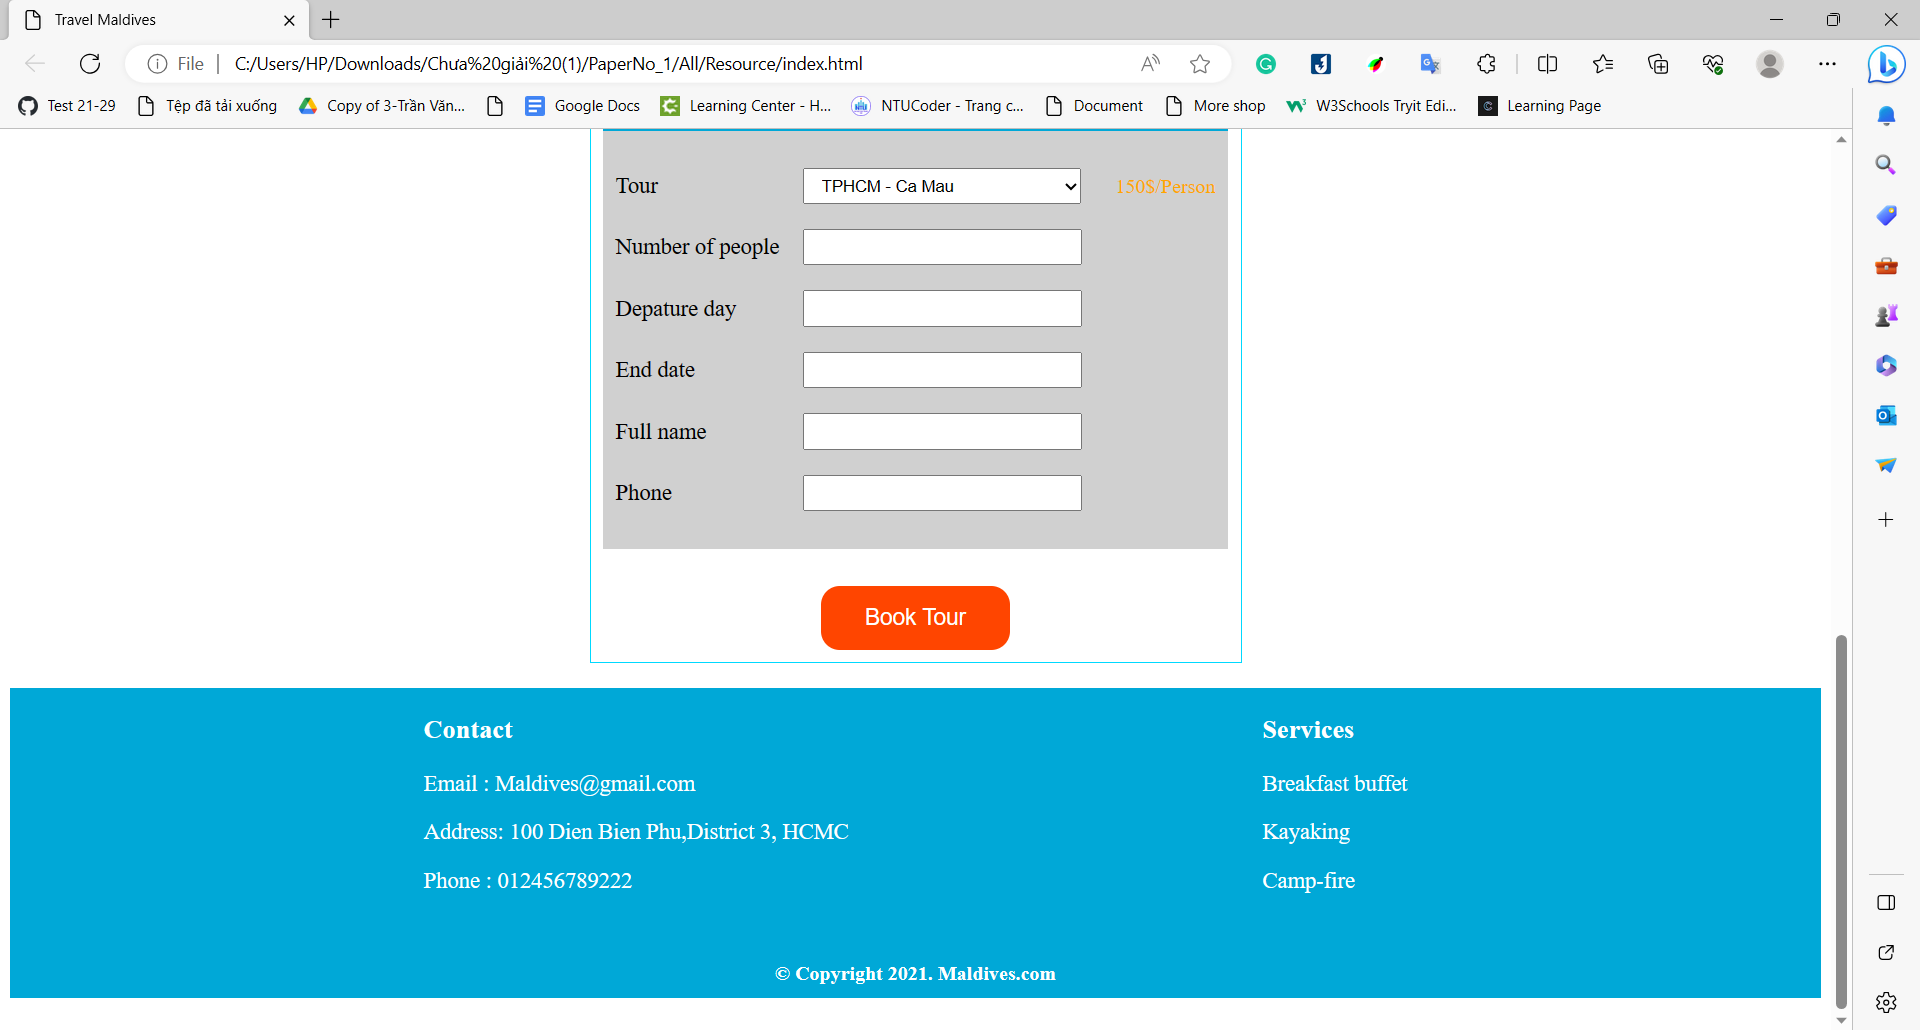 Travel Maldives
File | C:/Users/HP/Downloads/Chưa%20giải%20(1)/PaperNo_1/All/Resource/index.html
Test 21-29 Tệp đã tải xuống Copy of 3-Trần Văn... Google Docs Learning Center - H... NTUCoder - Trang c... Document More shop W3Schools Tryit Edi... Learning Page
Tour TPHCM - Ca Mau 150$/Person
Number of people
Depature day
End date
Full name
Phone
Book Tour
Contact
Email : Maldives@gmail.com
Address: 100 Dien Bien Phu,District 3, HCMC
Phone : 012456789222
Services
Breakfast buffet
Kayaking
Camp-fire
© Copyright 2021. Maldives.com